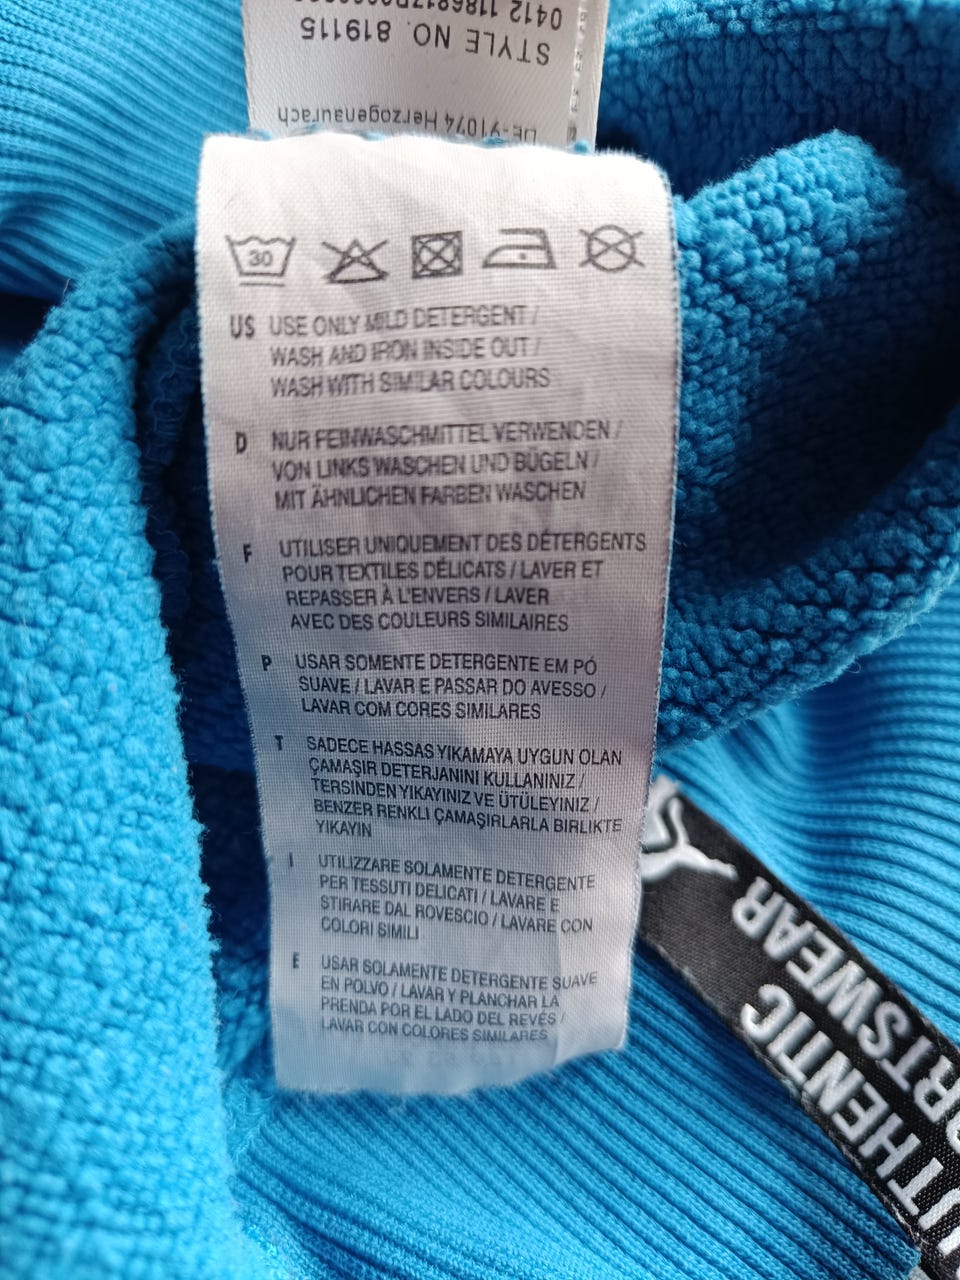 0412
STYLE NO. 819115
DE-91074 Herzogenaurach
30
US USE ONLY MILD DETERGENT /
WASH AND IRON INSIDE OUT /
WASH WITH SIMILAR COLOURS
D NUR FEINWASCHMITTEL VERWENDEN /
VON LINKS WASCHEN UND BÜGELN /
MIT ÄHNLICHEN FARBEN WASCHEN
F UTILISER UNIQUEMENT DES DÉTERGENTS
POUR TEXTILES DÉLICATS / LAVER ET
REPASSER À L'ENVERS / LAVER
AVEC DES COULEURS SIMILAIRES
P USAR SOMENTE DETERGENTE EM PÓ
SUAVE / LAVAR E PASSAR DO AVESSO /
LAVAR COM CORES SIMILARES
T SADECE HASSAS YIKAMAYA UYGUN OLAN
ÇAMAŞIR DETERJANINI KULLANINIZ /
TERSINDEN YIKAYINIZ VE ÜTÜLEYINIZ /
BENZER RENKLI ÇAMAŞIRLARLA BIRLIKTE
YIKAYIN
I UTILIZZARE SOLAMENTE DETERGENTE
PER TESSUTI DELICATI / LAVARE E
STIRARE DAL ROVESCIO / LAVARE CON
COLORI SIMILI
E USAR SOLAMENTE DETERGENTE SUAVE
EN POLVO / LAVAR Y PLANCHAR LA
PRENDA POR EL LADO DEL REVÉS /
LAVAR CON COLORES SIMILARES
UTHENTIC
ORTSWEAR